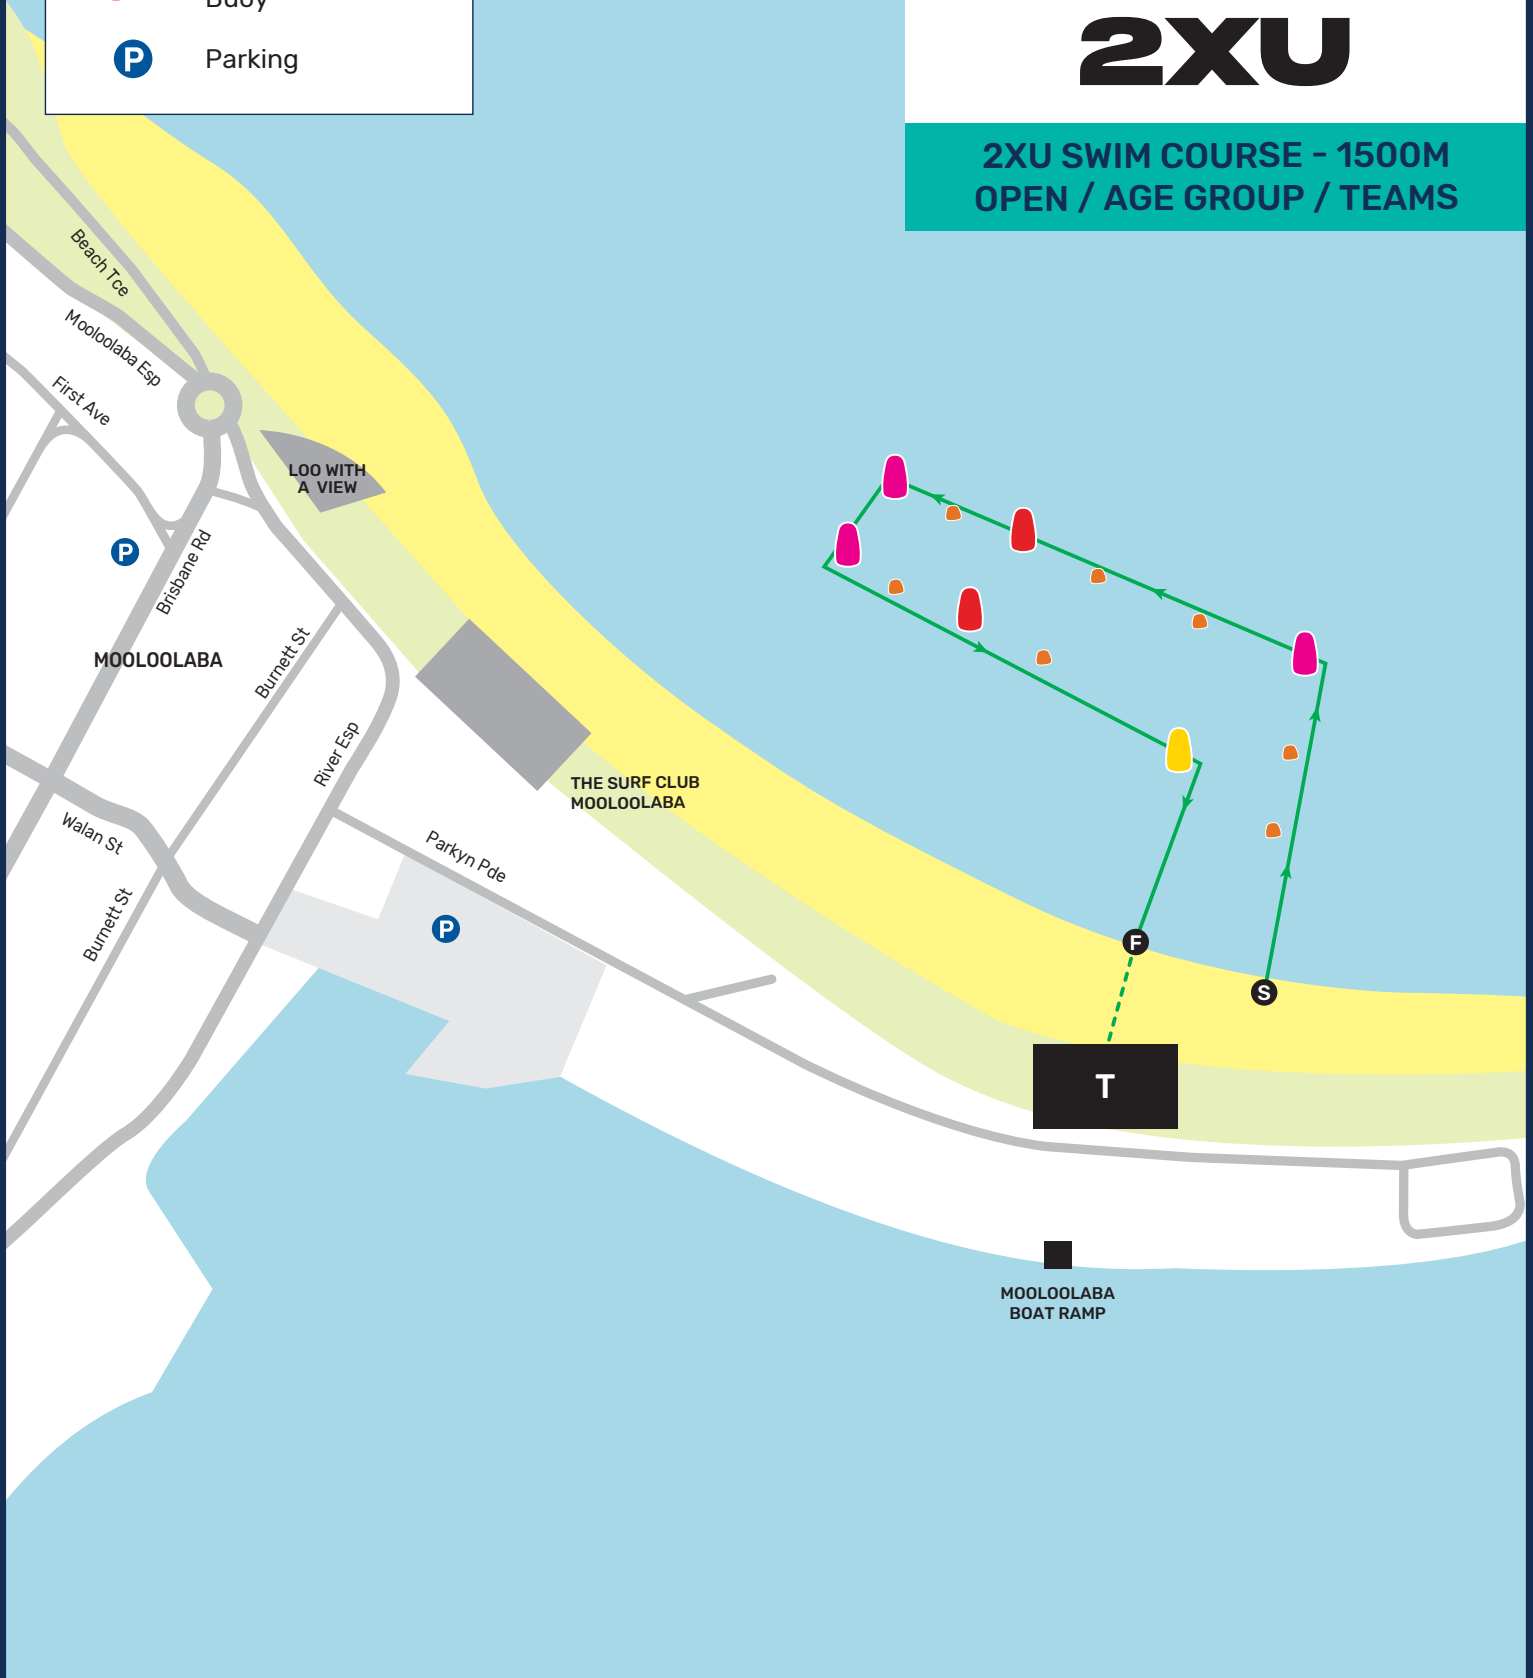 Buoy
P Parking
2XU
2XU SWIM COURSE - 1500M
OPEN / AGE GROUP / TEAMS
Beach Tce
Mooloolaba Esp
First Ave
LOO WITH
A VIEW
P
Brisbane Rd
MOOLOOLABA
Burnett St
River Esp
THE SURF CLUB
MOOLOOLABA
Walan St
Parkyn Pde
Burnett St
P
F
S
T
MOOLOOLABA
BOAT RAMP